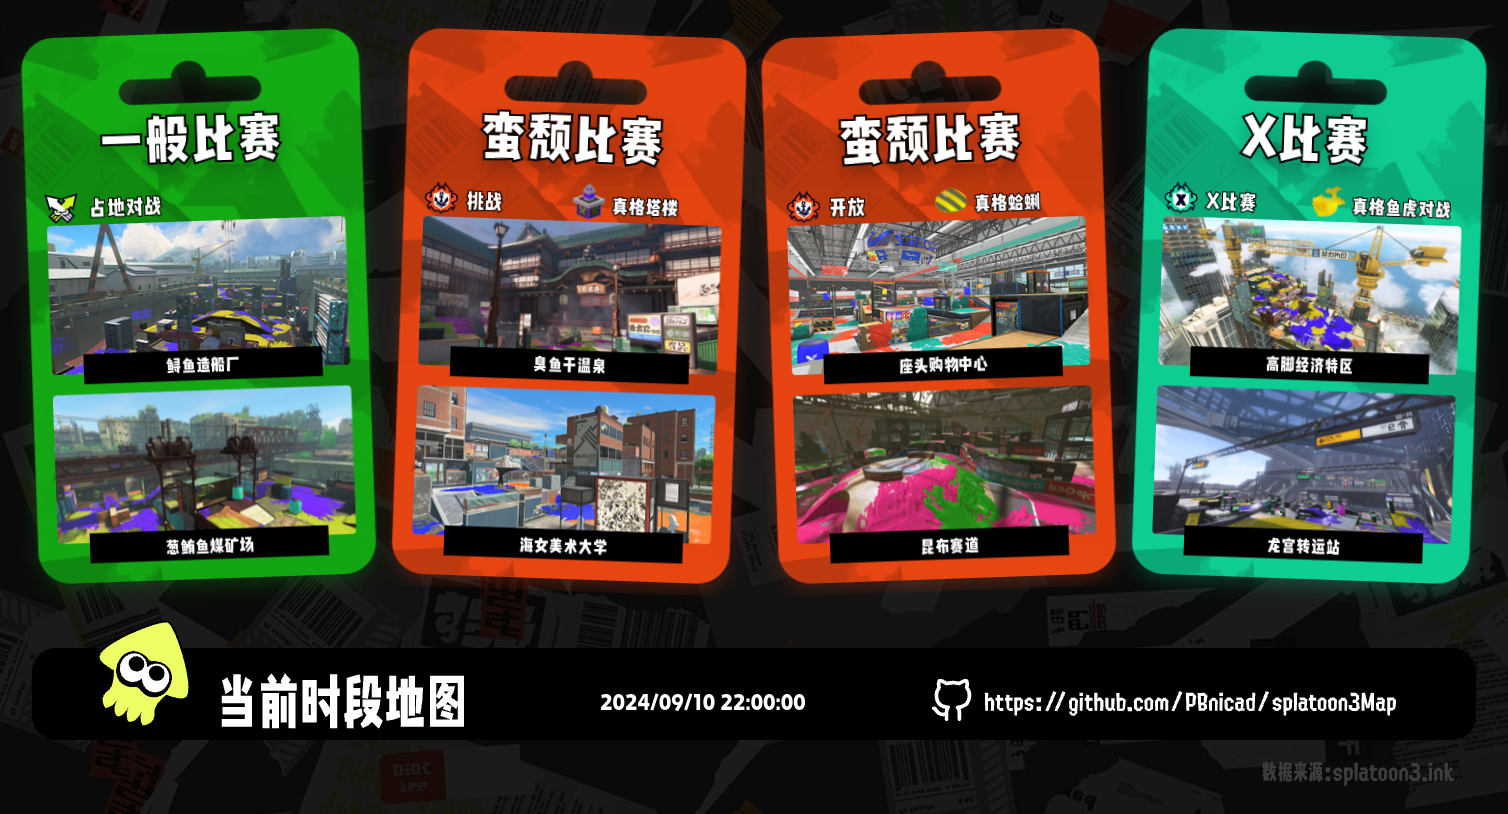 一般比赛
占地对战
鲟鱼造船厂
葱鲔鱼煤矿场
蛮颓比赛
挑战
真格塔楼
臭鱼干温泉
海女美术大学
蛮颓比赛
开放
真格蛤蜊
座头购物中心
昆布赛道
X比赛
X比赛
真格鱼虎对战
高脚经济特区
龙宫转运站
当前时段地图
2024/09/10 22:00:00
https://github.com/PBnicad/splatoon3Map
数据来源:splatoon3.ink